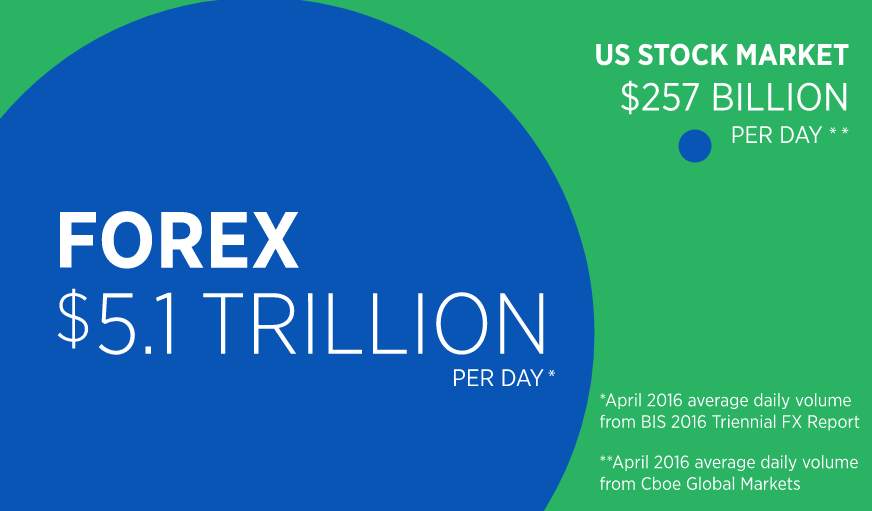 FOREX
$5.1 TRILLION
PER DAY*
US STOCK MARKET
$257 BILLION
PER DAY **
*April 2016 average daily volume
from BIS 2016 Triennial FX Report
**April 2016 average daily volume
from Cboe Global Markets